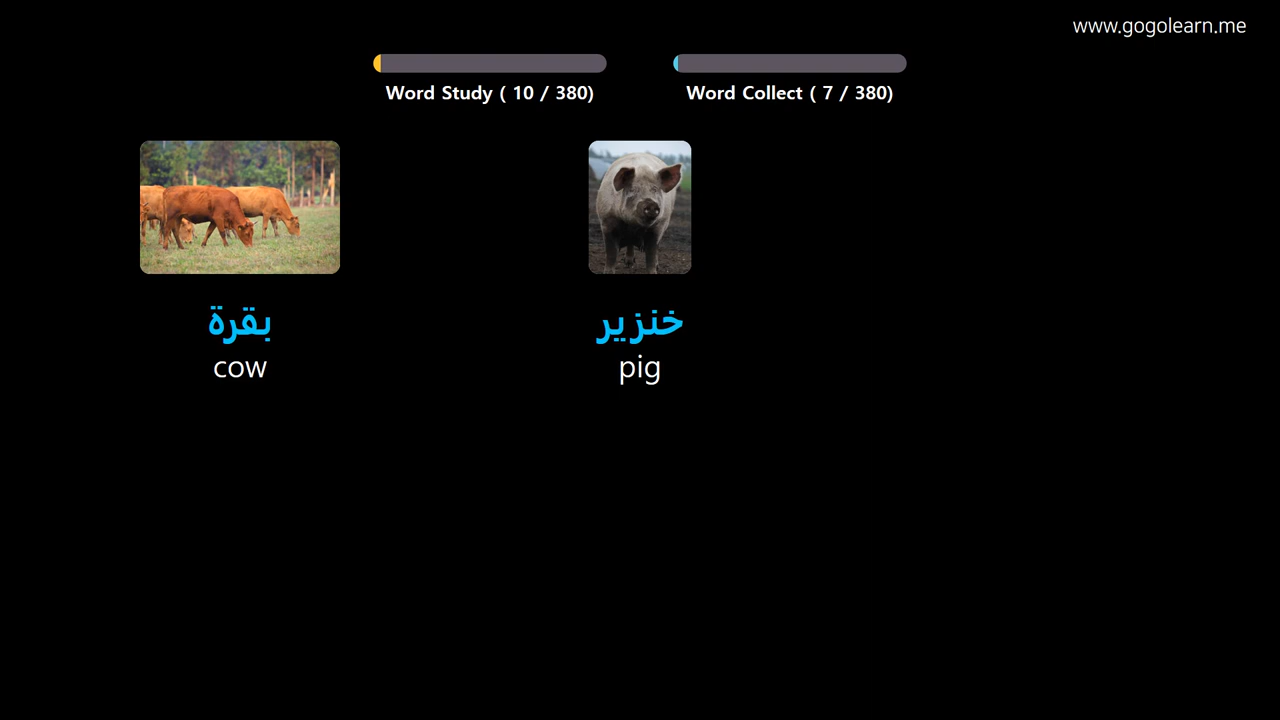 www.gogolearn.me
Word Study ( 10 / 380)
Word Collect ( 7 / 380)
بقرة
cow
خنزير
pig